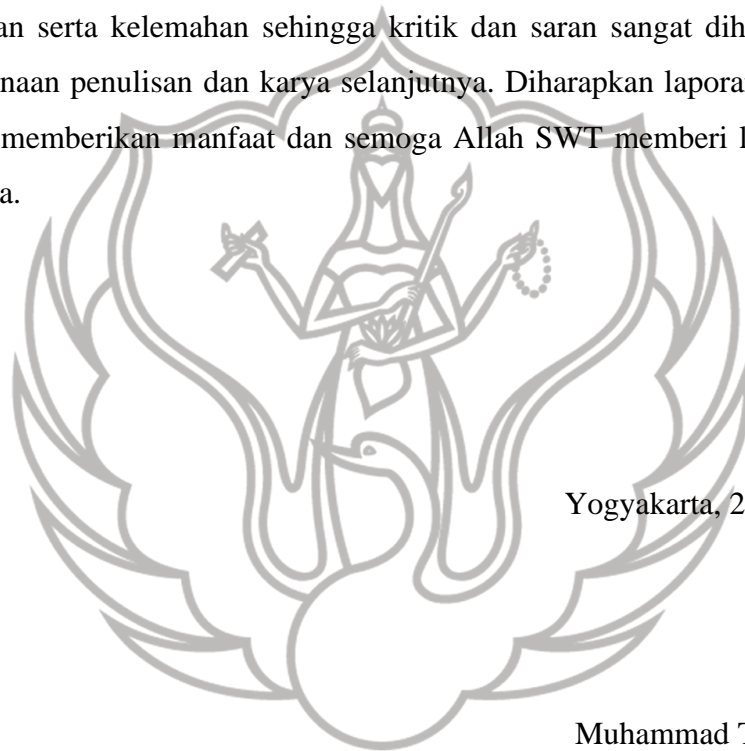 an serta kelemahan sehingga kritik dan saran sangat dih
naan penulisan dan karya selanjutnya. Diharapkan lapora
memberikan manfaat dan semoga Allah SWT memberi
a.
Yogyakarta, 2
Muhammad